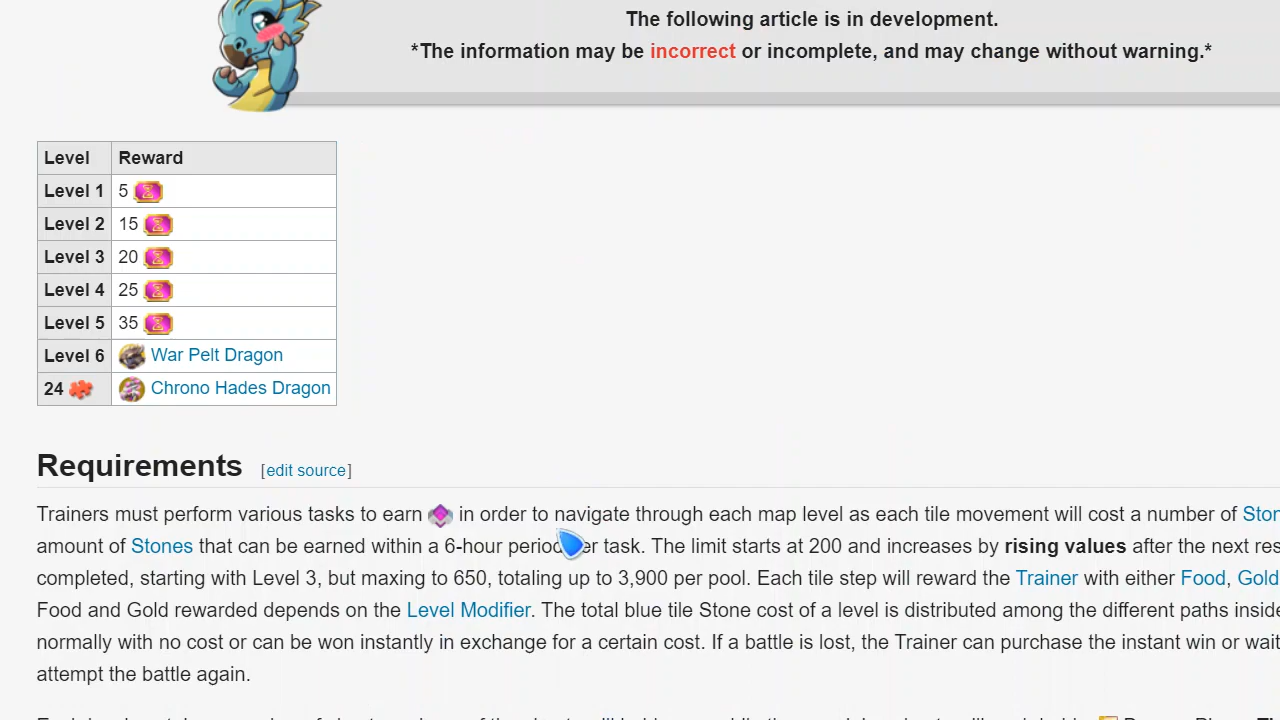 The following article is in development.
*The information may be incorrect or incomplete, and may change without warning.*
Level Reward
Level 1 5
Level 2 15
Level 3 20
Level 4 25
Level 5 35
Level 6 War Pelt Dragon
24 Chrono Hades Dragon
Requirements [edit source]
Trainers must perform various tasks to earn in order to navigate through each map level as each tile movement will cost a number of
amount of Stones that can be earned within a 6-hour task. The limit starts at 200 and increases by rising values after the next
completed, starting with Level 3, but maxing to 650, totaling up to 3,900 per pool. Each tile step will reward the Trainer with either Food, Gold
Food and Gold rewarded depends on the Level Modifier. The total blue tile Stone cost of a level is distributed among the different paths
normally with no cost or can be won instantly in exchange for a certain cost. If a battle is lost, the Trainer can purchase the instant win or wait
attempt the battle again.